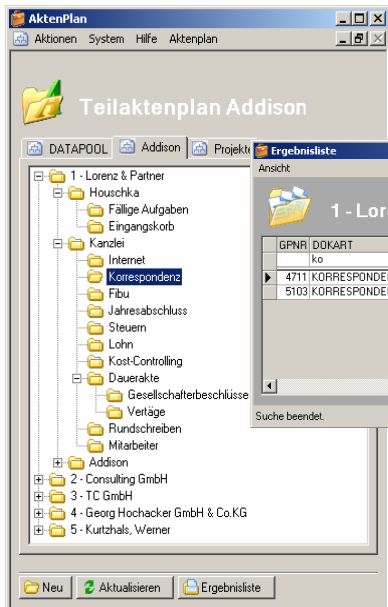 AktenPlan
Aktionen System Hilfe Aktenplan
Teilaktenplan Addison
DATAPOOL Addison Projekte
1 - Lorenz & Partner
Houschka
Fällige Aufgaben
Eingangskorb
Kanzlei
Internet
Korrespondenz
Fibu
Jahresabschluss
Steuern
Lohn
Kost-Controlling
Dauerakte
Gesellschafterbeschlüsse
Vertäge
Rundschreiben
Mitarbeiter
Addison
2 - Consulting GmbH
3 - TC GmbH
4 - Georg Hochacker GmbH & Co.KG
5 - Kurtzhals, Werner
Neu Aktualisieren Ergebnisliste
Ergebnisliste
Ansicht
1 - Lor
GPNR DOKART
ko
4711 KORRESPONDE
5103 KORRESPONDE
Suche beendet.